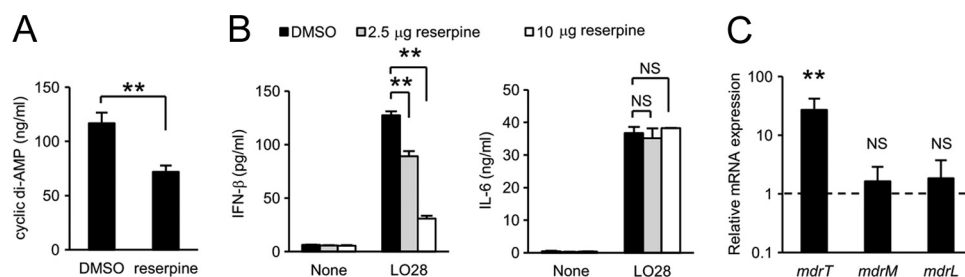 A
cyclic di-AMP (ng/ml)
150
100
50
0
**
DMSO reserpine
B
DMSO 2.5 µg reserpine 10 µg reserpine
IFN-β (pg/ml)
150
100
50
0
**
**
None LO28
IL-6 (ng/ml)
50
40
30
20
10
0
NS
NS
None LO28
C
Relative mRNA expression
100
10
1
0.1
**
NS
NS
mdrT mdrM mdrL